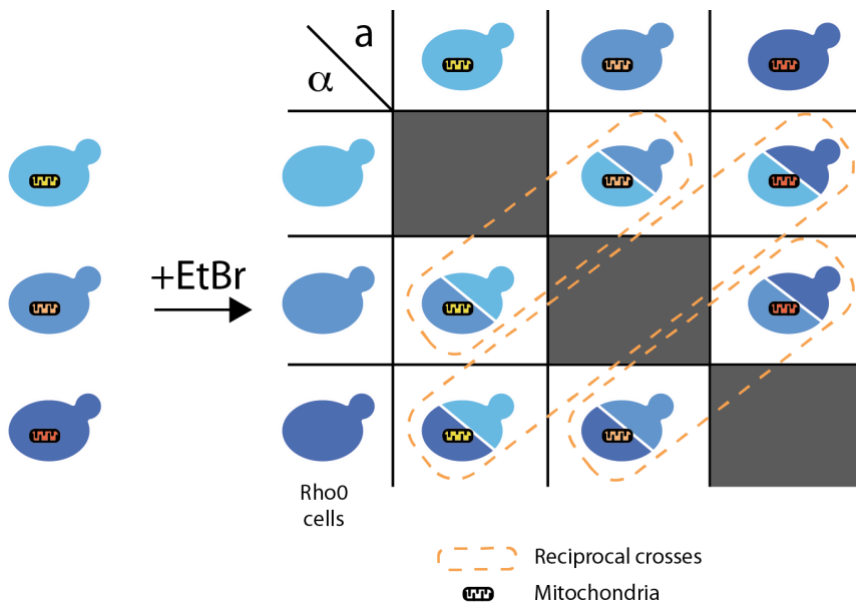 a
α
+EtBr
Rho0
cells
Reciprocal crosses
Mitochondria